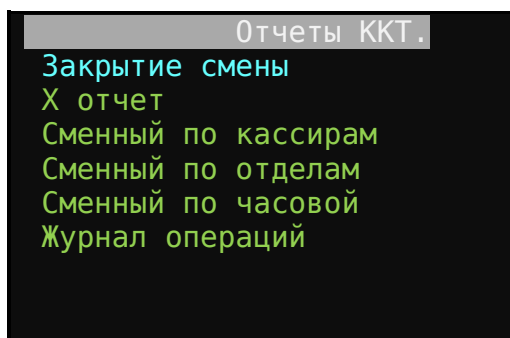 Отчеты ККТ.
Закрытие смены
X отчет
Сменный по кассирам
Сменный по отделам
Сменный по часовой
Журнал операций